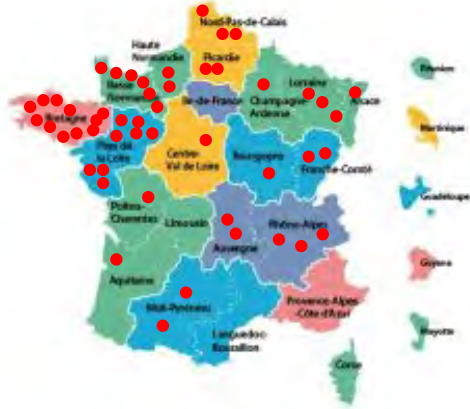 Nord-Pas-de-Calais
Haute
Normandie
Picardie
Basse
Normandie
Lorraine
Île-de-France
Champagne
Ardenne
Alsace
Bretagne
Pays de
la Loire
Centre-
Val de Loire
Bourgogne
Franche-Comté
Poitou-
Charentes
Limousin
Auvergne
Rhône-Alpes
Aquitaine
Midi-Pyrénées
Languedoc-
Roussillon
Provence-Alpes
-Côte d'Azur
Corse
Réunion
Martinique
Guadeloupe
Guyane
Mayotte